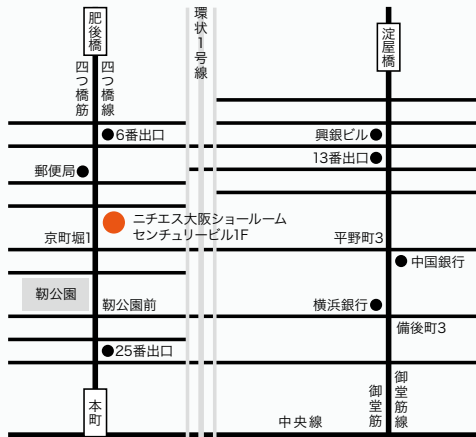 肥後橋
環状1号線
淀屋橋
四つ橋筋
四つ橋線
6番出口
興銀ビル
13番出口
郵便局
ニチエス大阪ショールーム
センチュリービル1F
京町堀1
平野町3
中国銀行
靭公園
靭公園前
横浜銀行
備後町3
25番出口
本町
御堂筋
御堂筋線
中央線